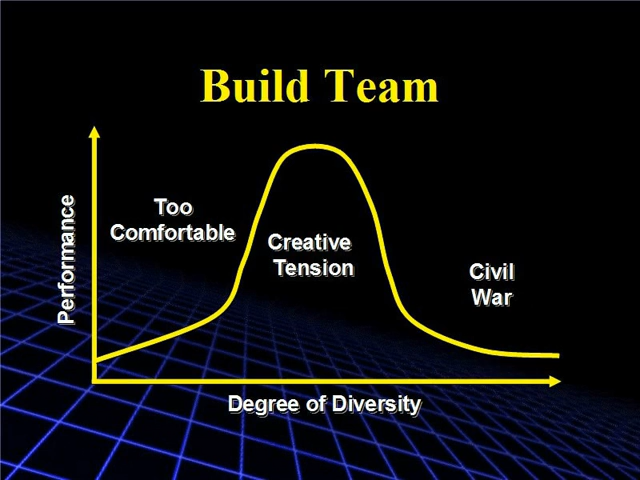 Build Team
Performance
Too
Comfortable
Creative
Tension
Civil
War
Degree of Diversity